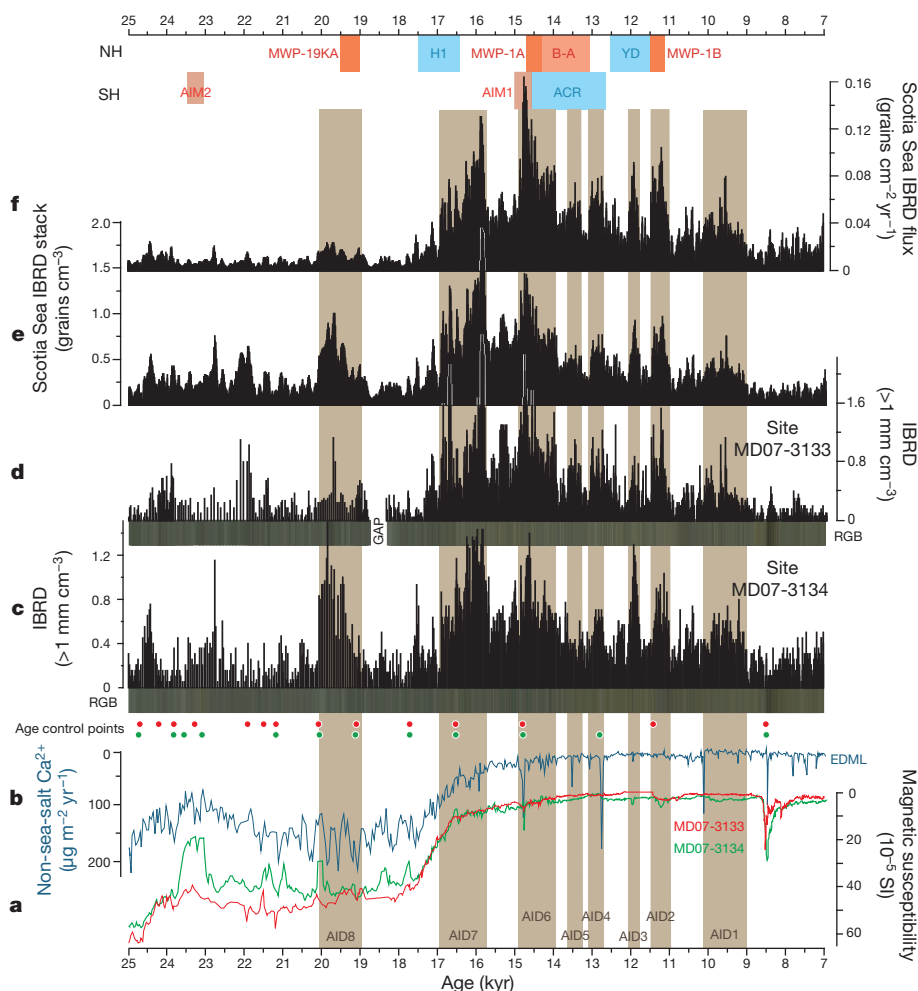 25 24 23 22 21 20 19 18 17 16 15 14 13 12 11 10 9 8 7
NH MWP-19KA H1 MWP-1A B-A YD MWP-1B
SH AIM2 AIM1 ACR
0.16
0.12
0.08
0.04
0
Scotia Sea IBRD flux
(grains cm−2 yr−1)
f
2.0
1.5
e
Scotia Sea IBRD stack
(grains cm−3)
1.0
0.5
0
1.6
0.8
0
IBRD
(>1 mm cm−3)
Site
MD07-3133
d
GAP
RGB
1.2
0.8
0.4
0
c
IBRD
(>1 mm cm−3)
Site
MD07-3134
RGB
Age control points
0
100
200
b
Non-sea-salt Ca2+
(µg m−2 yr−1)
EDML
MD07-3133
MD07-3134
0
20
40
60
Magnetic susceptibility
(10−5 SI)
a
AID8 AID7 AID6 AID5 AID4 AID3 AID2 AID1
25 24 23 22 21 20 19 18 17 16 15 14 13 12 11 10 9 8 7
Age (kyr)